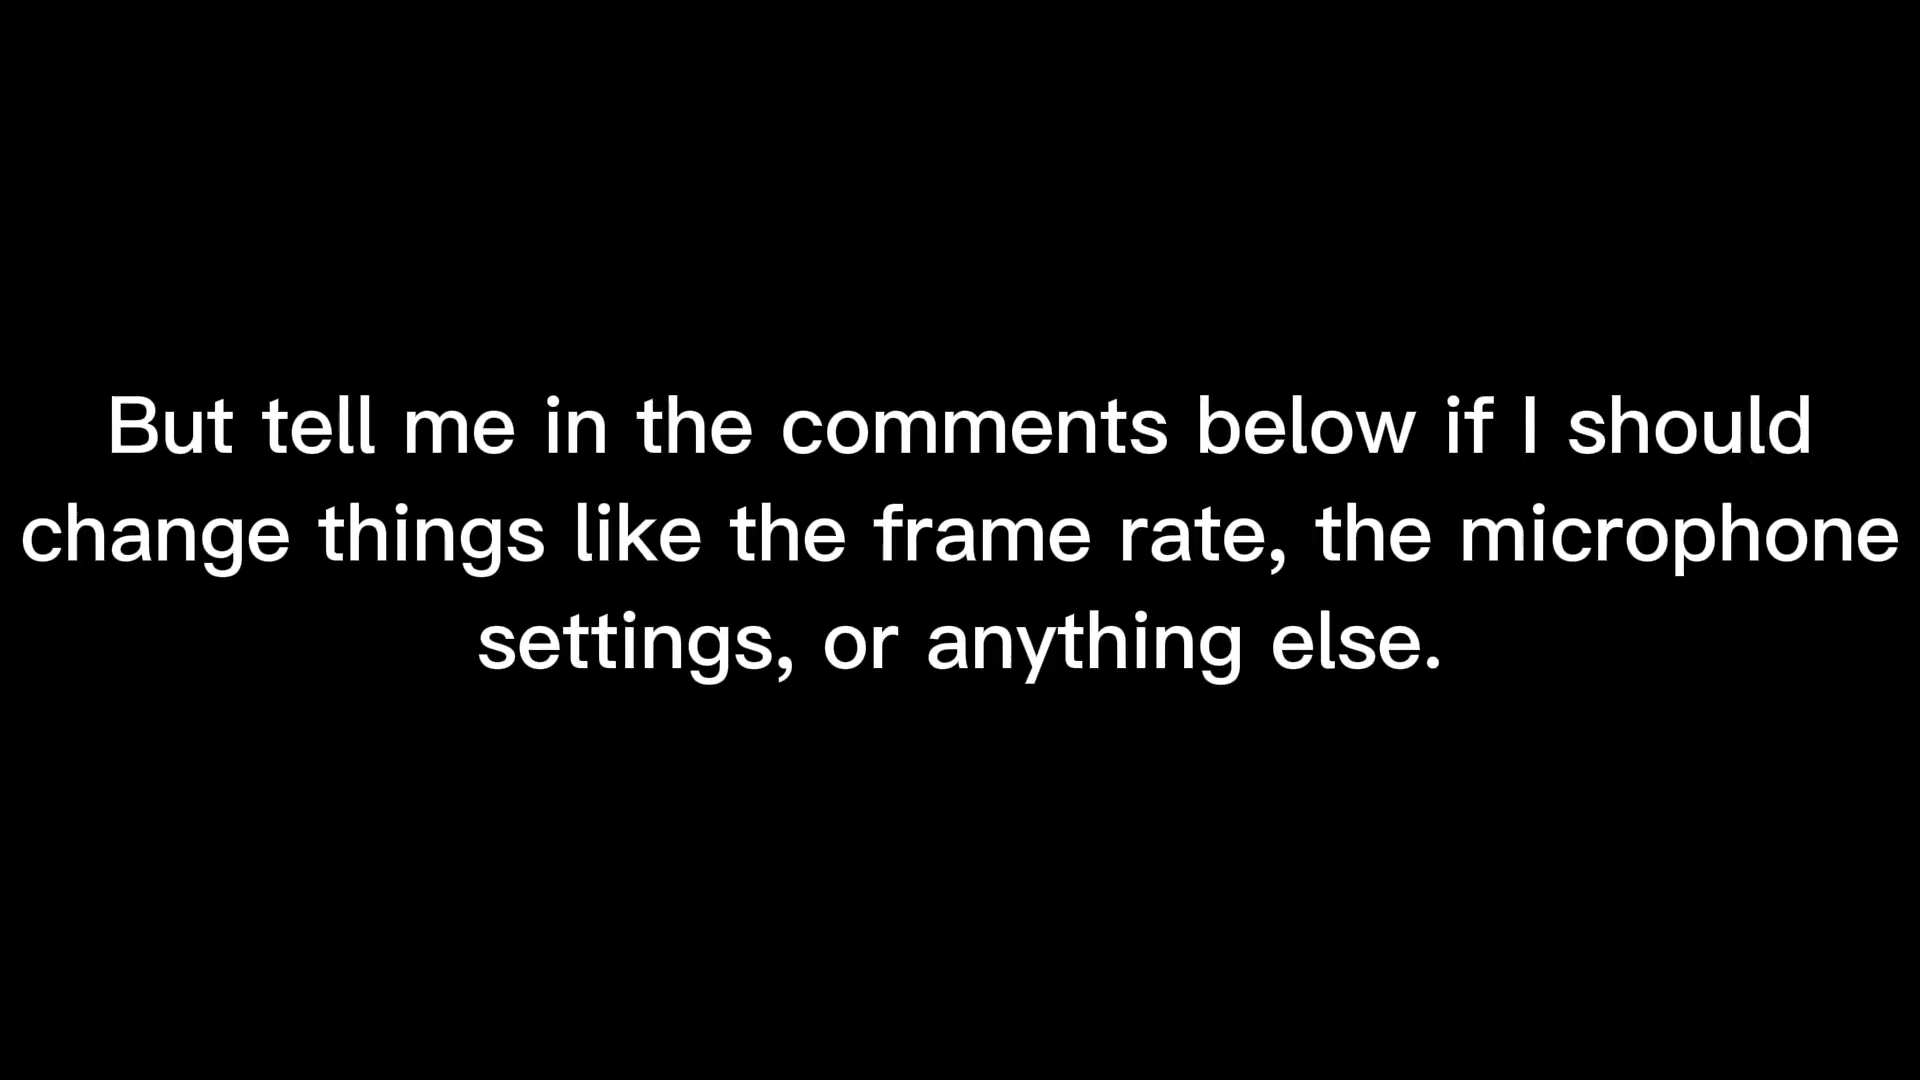 But tell me in the comments below if I should
change things like the frame rate, the microphone
settings, or anything else.